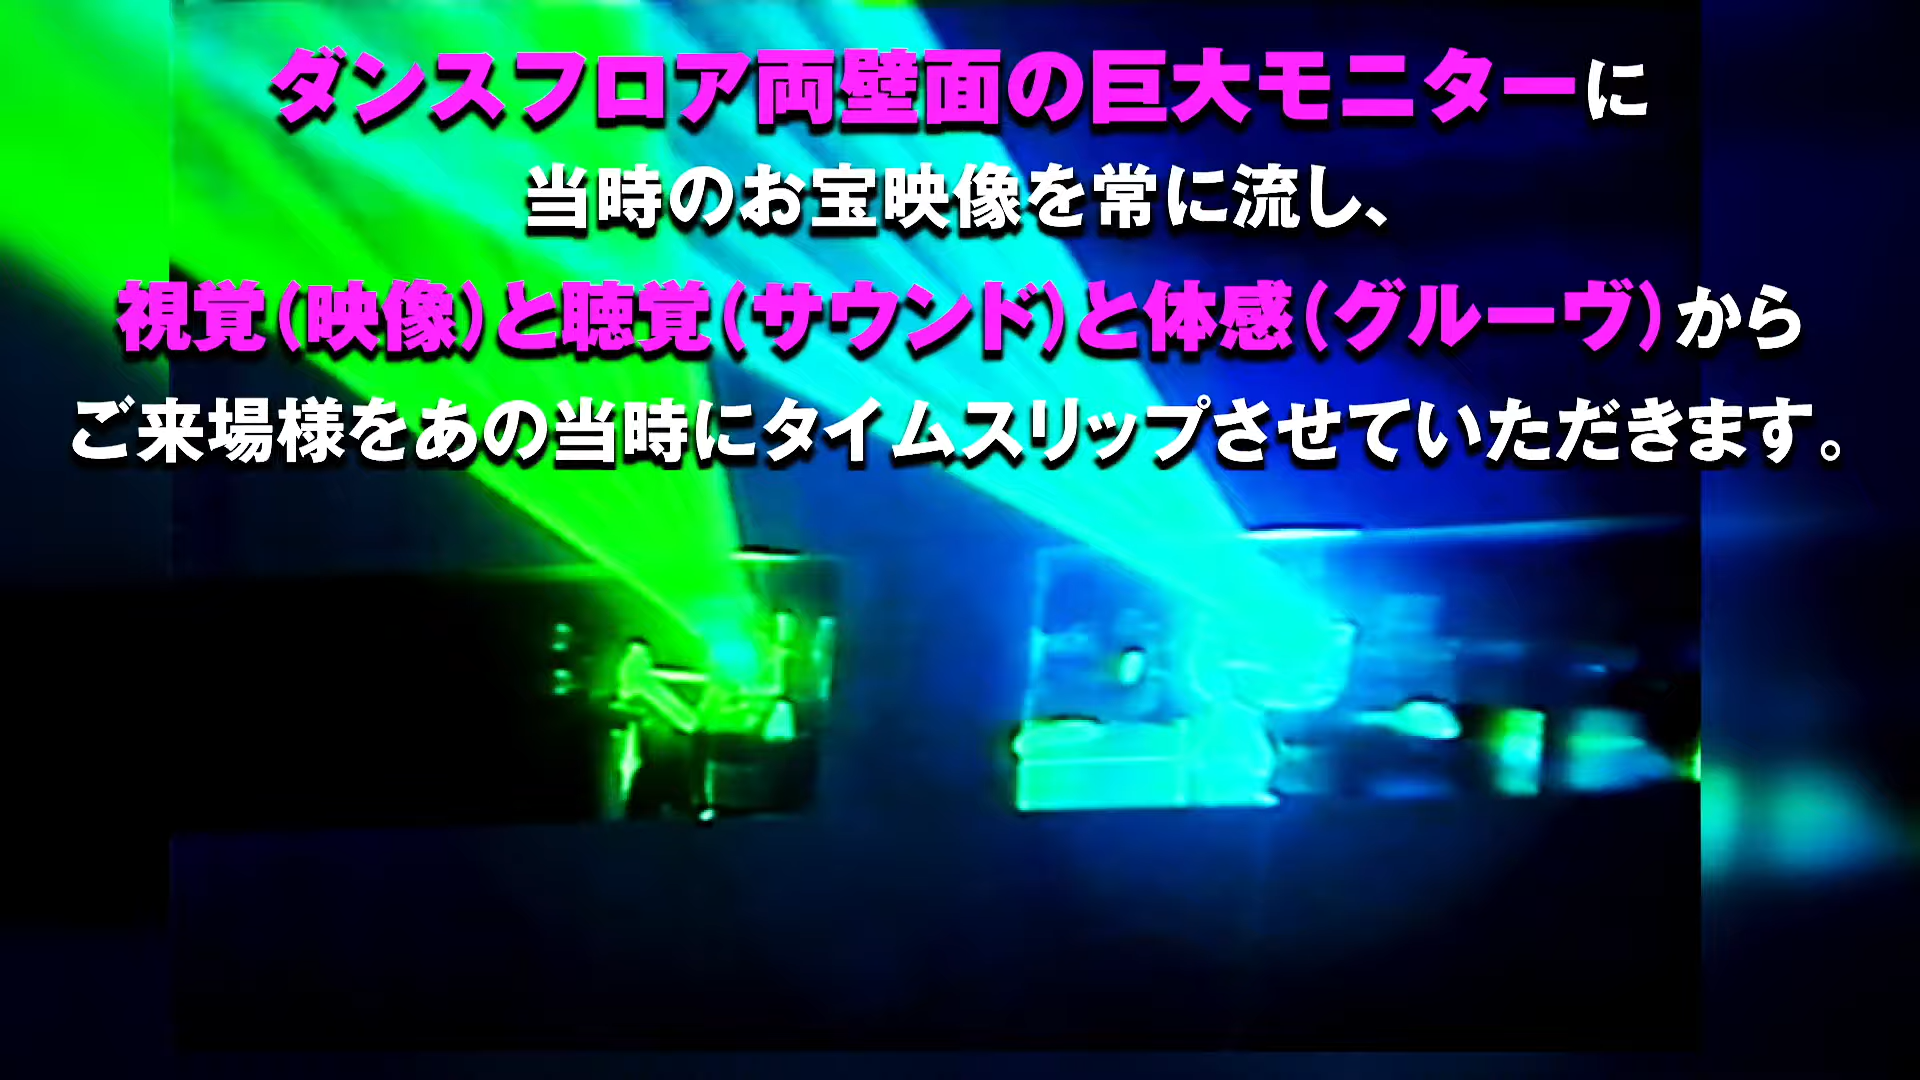 ダンスフロア両壁面の巨大モニターに
当時のお宝映像を常に流し、
視覚(映像)と聴覚(サウンド)と体感(グルーヴ)から
ご来場様をあの当時にタイムスリップさせていただきます。